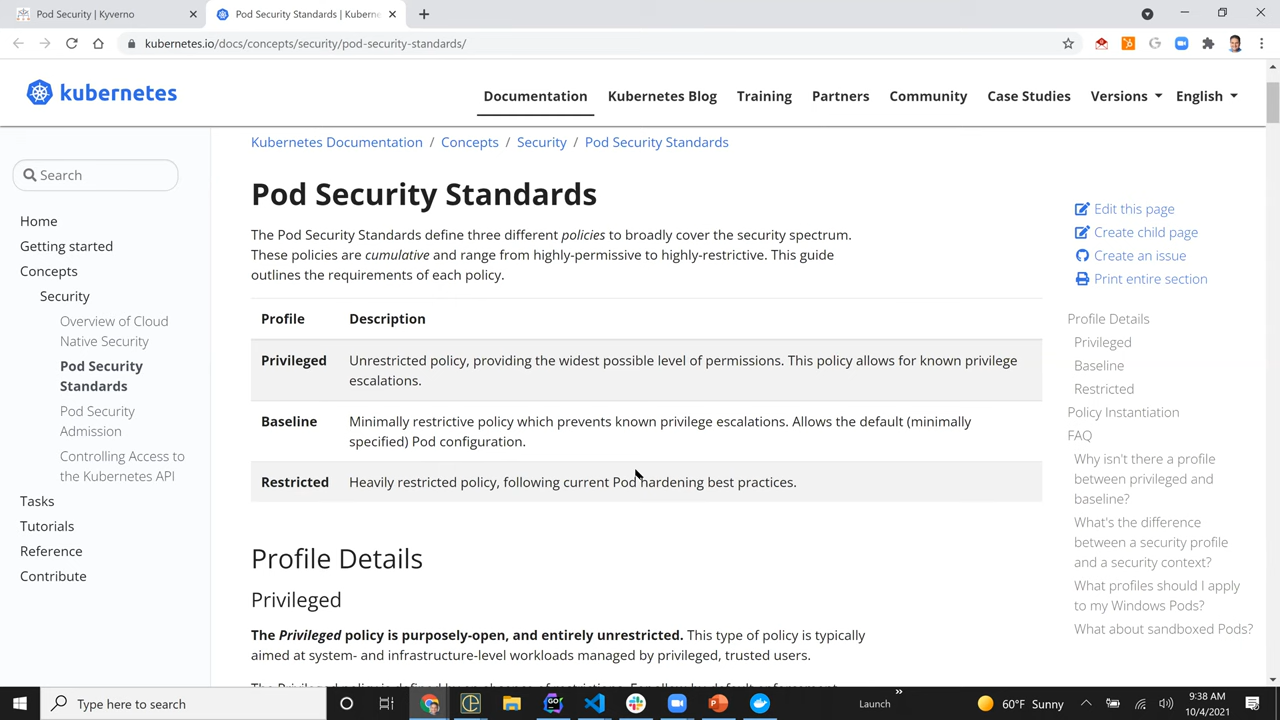 Pod Security | Kyverno
Pod Security Standards | Kuberne
kubernetes.io/docs/concepts/security/pod-security-standards/
kubernetes
Documentation
Kubernetes Blog
Training
Partners
Community
Case Studies
Versions
English
Search
Home
Getting started
Concepts
Security
Overview of Cloud
Native Security
Pod Security
Standards
Pod Security
Admission
Controlling Access to
the Kubernetes API
Tasks
Tutorials
Reference
Contribute
Kubernetes Documentation / Concepts / Security / Pod Security Standards
Pod Security Standards
The Pod Security Standards define three different policies to broadly cover the security spectrum.
These policies are cumulative and range from highly-permissive to highly-restrictive. This guide
outlines the requirements of each policy.
Profile Description
Privileged Unrestricted policy, providing the widest possible level of permissions. This policy allows for known privilege
escalations.
Baseline Minimally restrictive policy which prevents known privilege escalations. Allows the default (minimally
specified) Pod configuration.
Restricted Heavily restricted policy, following current Pod hardening best practices.
Profile Details
Privileged
The Privileged policy is purposely-open, and entirely unrestricted. This type of policy is typically
aimed at system- and infrastructure-level workloads managed by privileged, trusted users.
Edit this page
Create child page
Create an issue
Print entire section
Profile Details
Privileged
Baseline
Restricted
Policy Instantiation
FAQ
Why isn't there a profile
between privileged and
baseline?
What's the difference
between a security profile
and a security context?
What profiles should I apply
to my Windows Pods?
What about sandboxed Pods?
Type here to search
Launch
»
60°F Sunny
9:38 AM
10/4/2021